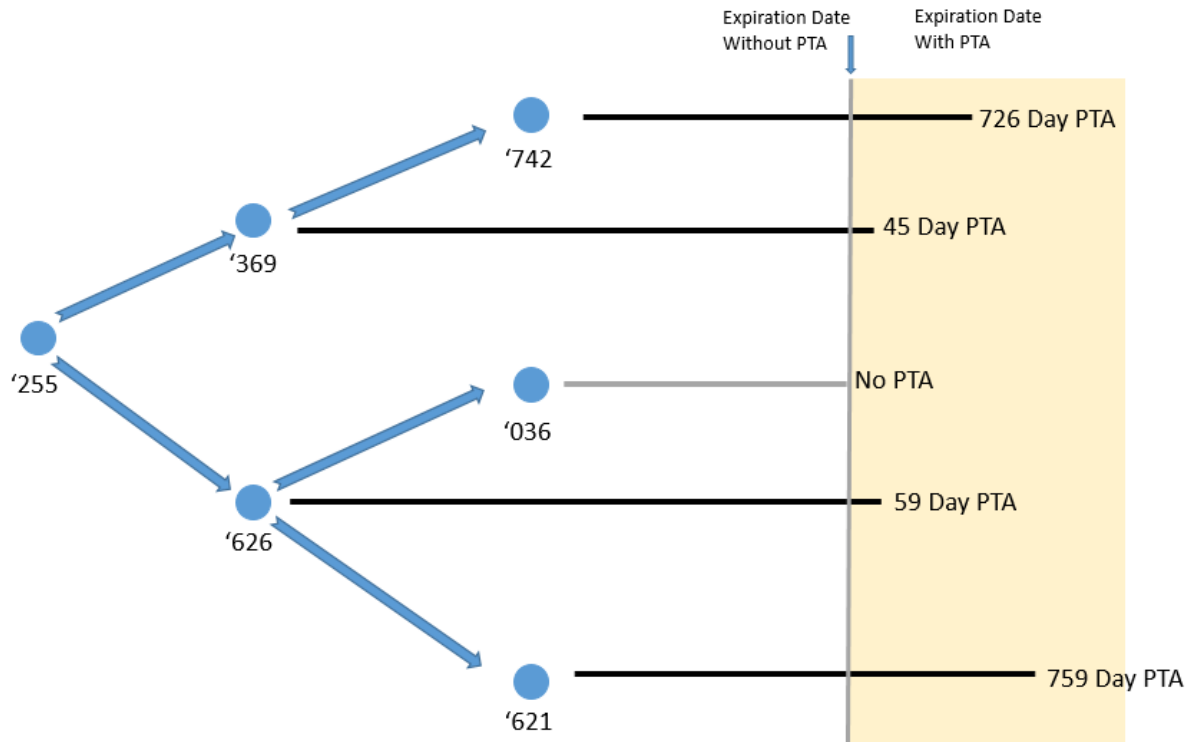 Expiration Date
Without PTA
Expiration Date
With PTA
726 Day PTA
‘742
45 Day PTA
‘369
‘255
No PTA
‘036
59 Day PTA
‘626
759 Day PTA
‘621